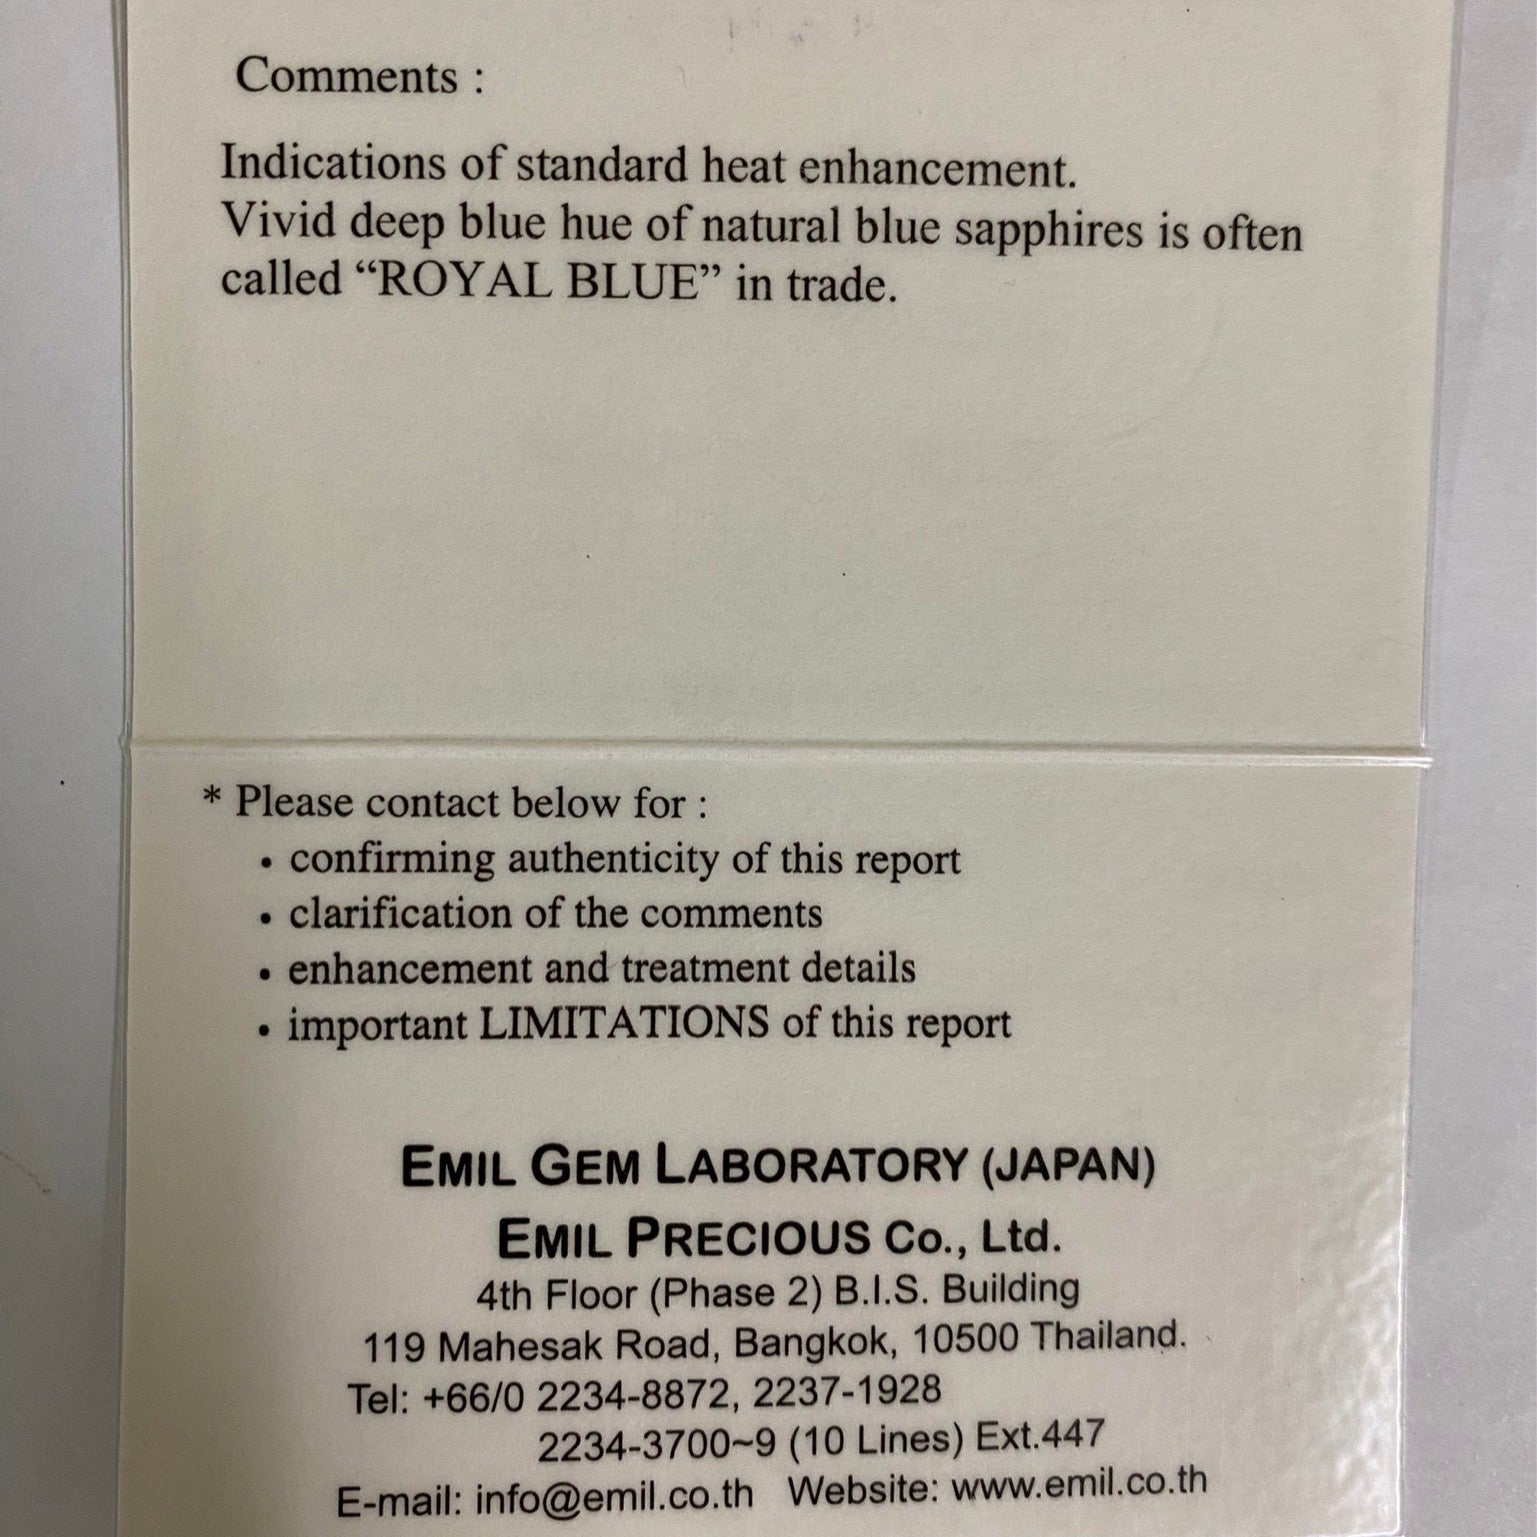 Comments :
Indications of standard heat enhancement.
Vivid deep blue hue of natural blue sapphires is often
called “ROYAL BLUE” in trade.
* Please contact below for :
• confirming authenticity of this report
• clarification of the comments
• enhancement and treatment details
• important LIMITATIONS of this report
EMIL GEM LABORATORY (JAPAN)
EMIL PRECIOUS Co., Ltd.
4th Floor (Phase 2) B.I.S. Building
119 Mahesak Road, Bangkok, 10500 Thailand.
Tel: +66/0 2234-8872, 2237-1928
2234-3700~9 (10 Lines) Ext.447
E-mail: info@emil.co.th Website: www.emil.co.th